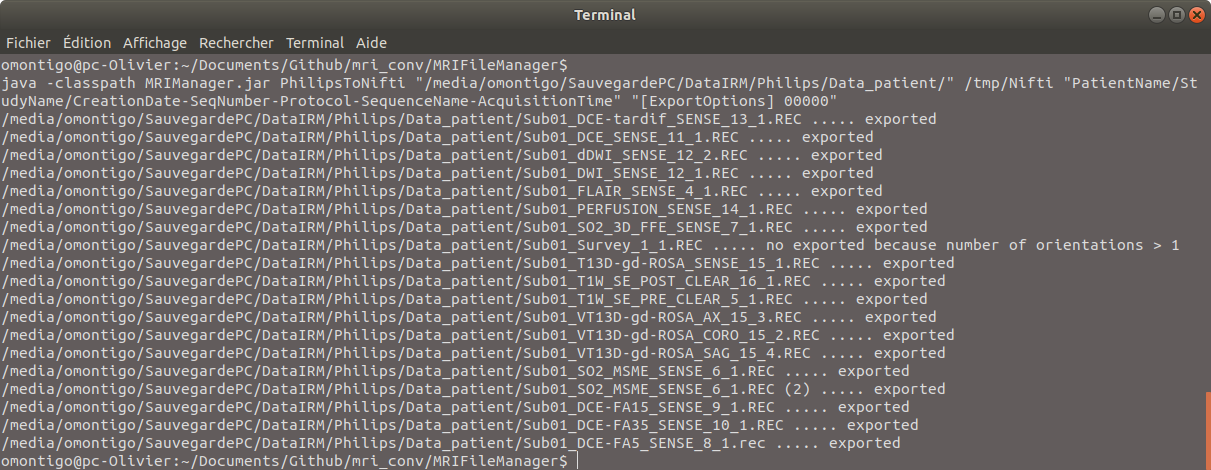 Terminal
Fichier Édition Affichage Rechercher Terminal Aide
omontigo@pc-Olivier:~/Documents/Github/mri_conv/MRIFileManager$
java -classpath MRIManager.jar PhilipsToNifti "/media/omontigo/SauvegardePC/DataIRM/Philips/Data_patient/" /tmp/Nifti "PatientName/St
udyName/CreationDate-SeqNumber-Protocol-SequenceName-AcquisitionTime" "[ExportOptions] 00000"
/media/omontigo/SauvegardePC/DataIRM/Philips/Data_patient/Sub01_DCE-tardif_SENSE_13_1.REC ..... exported
/media/omontigo/SauvegardePC/DataIRM/Philips/Data_patient/Sub01_DCE_SENSE_11_1.REC ..... exported
/media/omontigo/SauvegardePC/DataIRM/Philips/Data_patient/Sub01_dDWI_SENSE_12_2.REC ..... exported
/media/omontigo/SauvegardePC/DataIRM/Philips/Data_patient/Sub01_DWI_SENSE_12_1.REC ..... exported
/media/omontigo/SauvegardePC/DataIRM/Philips/Data_patient/Sub01_FLAIR_SENSE_4_1.REC ..... exported
/media/omontigo/SauvegardePC/DataIRM/Philips/Data_patient/Sub01_PERFUSION_SENSE_14_1.REC ..... exported
/media/omontigo/SauvegardePC/DataIRM/Philips/Data_patient/Sub01_SO2_3D_FFE_SENSE_7_1.REC ..... exported
/media/omontigo/SauvegardePC/DataIRM/Philips/Data_patient/Sub01_Survey_1_1.REC ..... no exported because number of orientations > 1
/media/omontigo/SauvegardePC/DataIRM/Philips/Data_patient/Sub01_T13D-gd-ROSA_SENSE_15_1.REC ..... exported
/media/omontigo/SauvegardePC/DataIRM/Philips/Data_patient/Sub01_T1W_SE_POST_CLEAR_16_1.REC ..... exported
/media/omontigo/SauvegardePC/DataIRM/Philips/Data_patient/Sub01_T1W_SE_PRE_CLEAR_5_1.REC ..... exported
/media/omontigo/SauvegardePC/DataIRM/Philips/Data_patient/Sub01_VT13D-gd-ROSA_AX_15_3.REC ..... exported
/media/omontigo/SauvegardePC/DataIRM/Philips/Data_patient/Sub01_VT13D-gd-ROSA_CORO_15_2.REC ..... exported
/media/omontigo/SauvegardePC/DataIRM/Philips/Data_patient/Sub01_VT13D-gd-ROSA_SAG_15_4.REC ..... exported
/media/omontigo/SauvegardePC/DataIRM/Philips/Data_patient/Sub01_SO2_MSME_SENSE_6_1.REC ..... exported
/media/omontigo/SauvegardePC/DataIRM/Philips/Data_patient/Sub01_SO2_MSME_SENSE_6_1.REC (2) ..... exported
/media/omontigo/SauvegardePC/DataIRM/Philips/Data_patient/Sub01_DCE-FA15_SENSE_9_1.REC ..... exported
/media/omontigo/SauvegardePC/DataIRM/Philips/Data_patient/Sub01_DCE-FA35_SENSE_10_1.REC ..... exported
/media/omontigo/SauvegardePC/DataIRM/Philips/Data_patient/Sub01_DCE-FA5_SENSE_8_1.rec ..... exported
omontigo@pc-Olivier:~/Documents/Github/mri_conv/MRIFileManager$